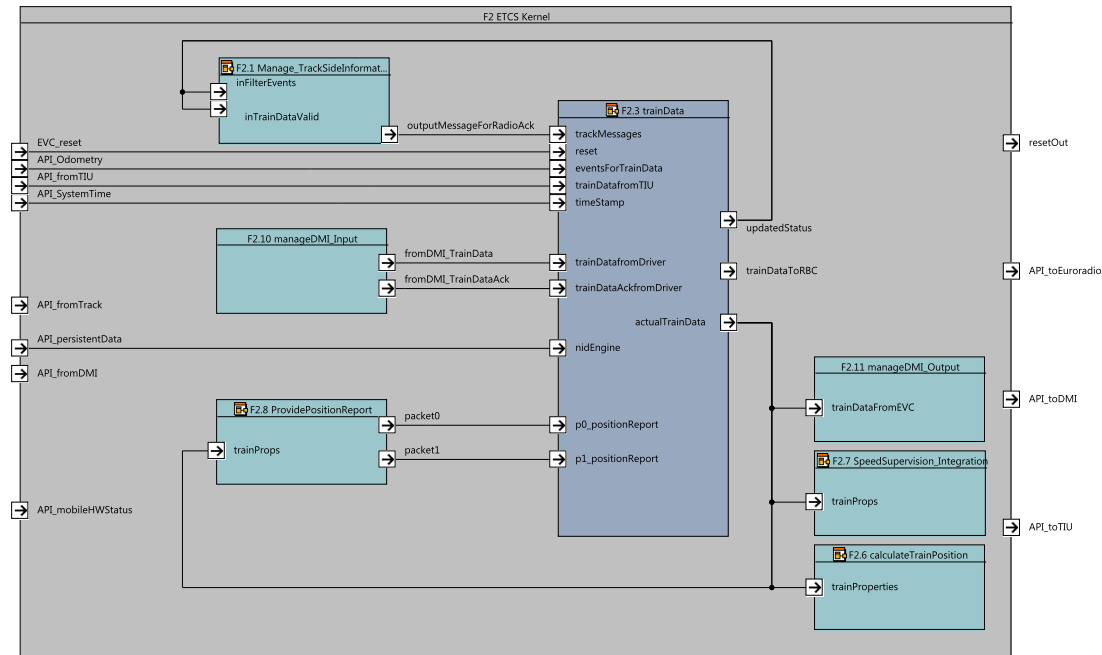 F2 ETCS Kernel
F2.1 Manage_TrackSideInformat...
inFilterEvents
inTrainDataValid
outputMessageForRadioAck
F2.3 trainData
trackMessages
reset
eventsForTrainData
trainDatafromTIU
timeStamp
EVC_reset
API_Odometry
API_fromTIU
API_SystemTime
resetOut
updatedStatus
F2.10 manageDMI_Input
fromDMI_TrainData
fromDMI_TrainDataAck
trainDatafromDriver
trainDataAckfromDriver
trainDataToRBC
API_toEuroradio
API_fromTrack
actualTrainData
API_persistentData
nidEngine
API_fromDMI
F2.11 manageDMI_Output
trainDataFromEVC
API_toDMI
F2.8 ProvidePositionReport
trainProps
packet0
packet1
p0_positionReport
p1_positionReport
F2.7 SpeedSupervision_Integration
trainProps
API_mobileHWStatus
API_toTIU
F2.6 calculateTrainPosition
trainProperties